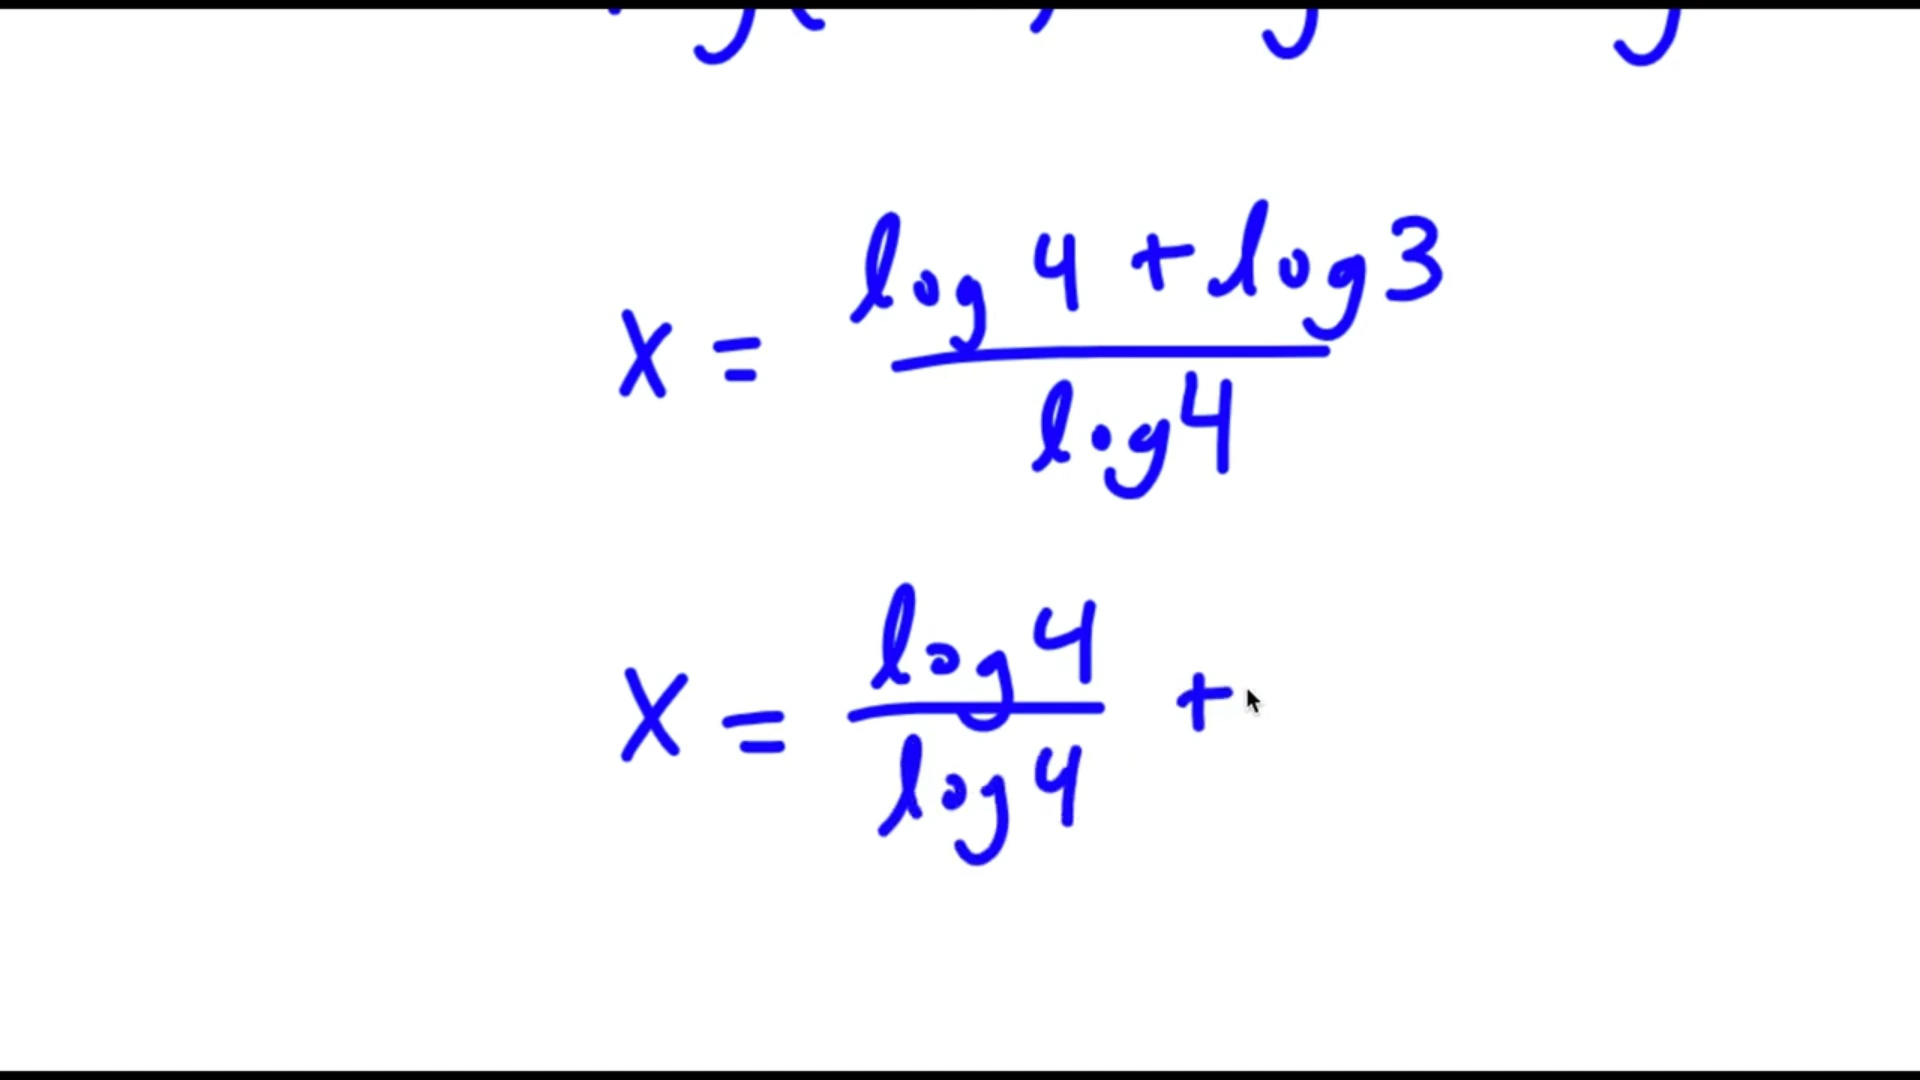 x = (log 4 + log 3) / (log 4)
x = (log 4) / (log 4) +